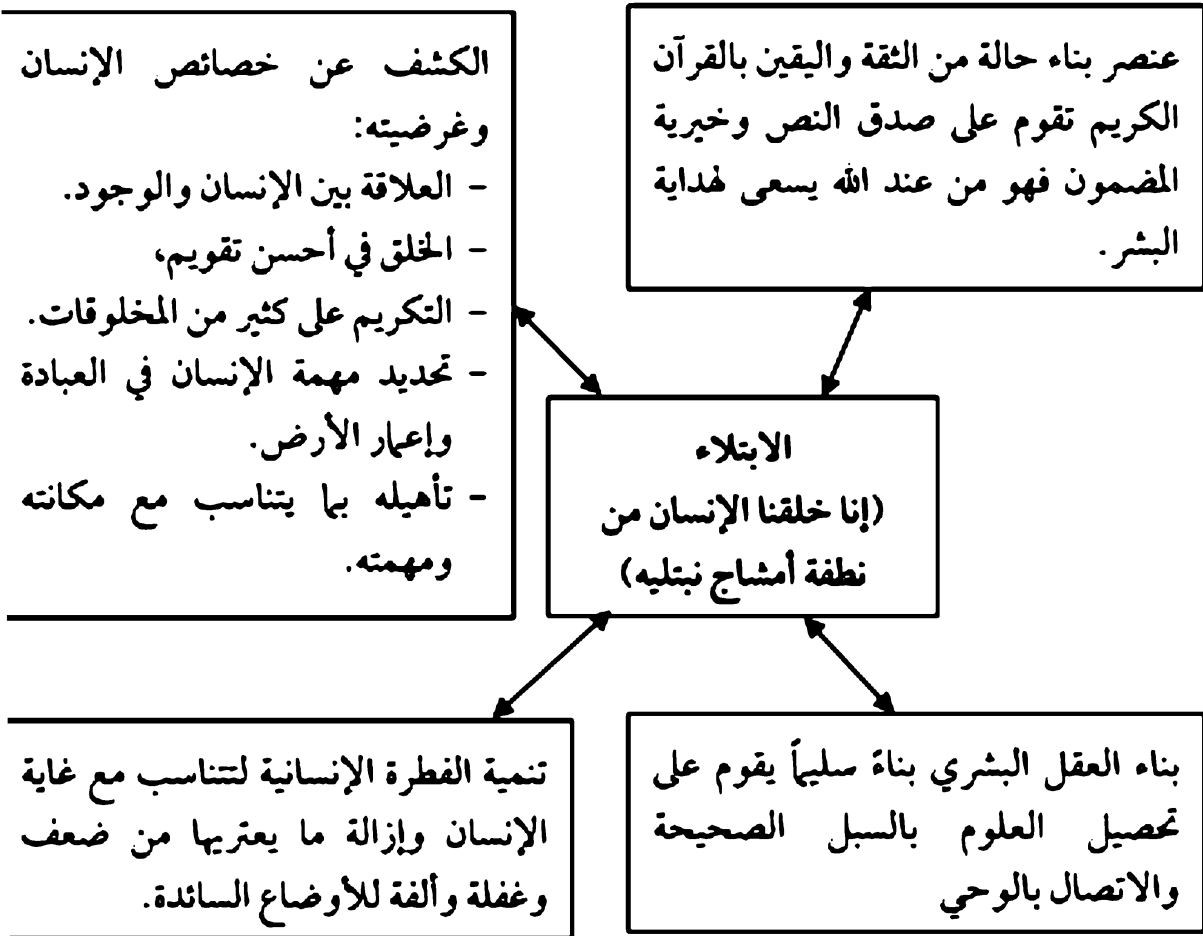 عنصر بناء حالة من الثقة واليقين بالقرآن
الكريم تقوم على صدق النص وخيرية
المضمون فهو من عند الله يسعى لهداية
البشر.
الكشف عن خصائص الإنسان
وغرضيته:
- العلاقة بين الإنسان والوجود.
- الخلق في أحسن تقويم،
- التكريم على كثير من المخلوقات.
- تحديد مهمة الإنسان في العبادة
وإعمار الأرض.
- تأهيله بما يتناسب مع مكانته
ومهمته.
الابتلاء
(إنا خلقنا الإنسان من
نطفة أمشاج نبتليه)
بناء العقل البشري بناءً سليماً يقوم على
تحصيل العلوم بالسبل الصحيحة
والاتصال بالوحي
تنمية الفطرة الإنسانية لتتناسب مع غاية
الإنسان وإزالة ما يعتريها من ضعف
وغفلة وألفة للأوضاع السائدة.